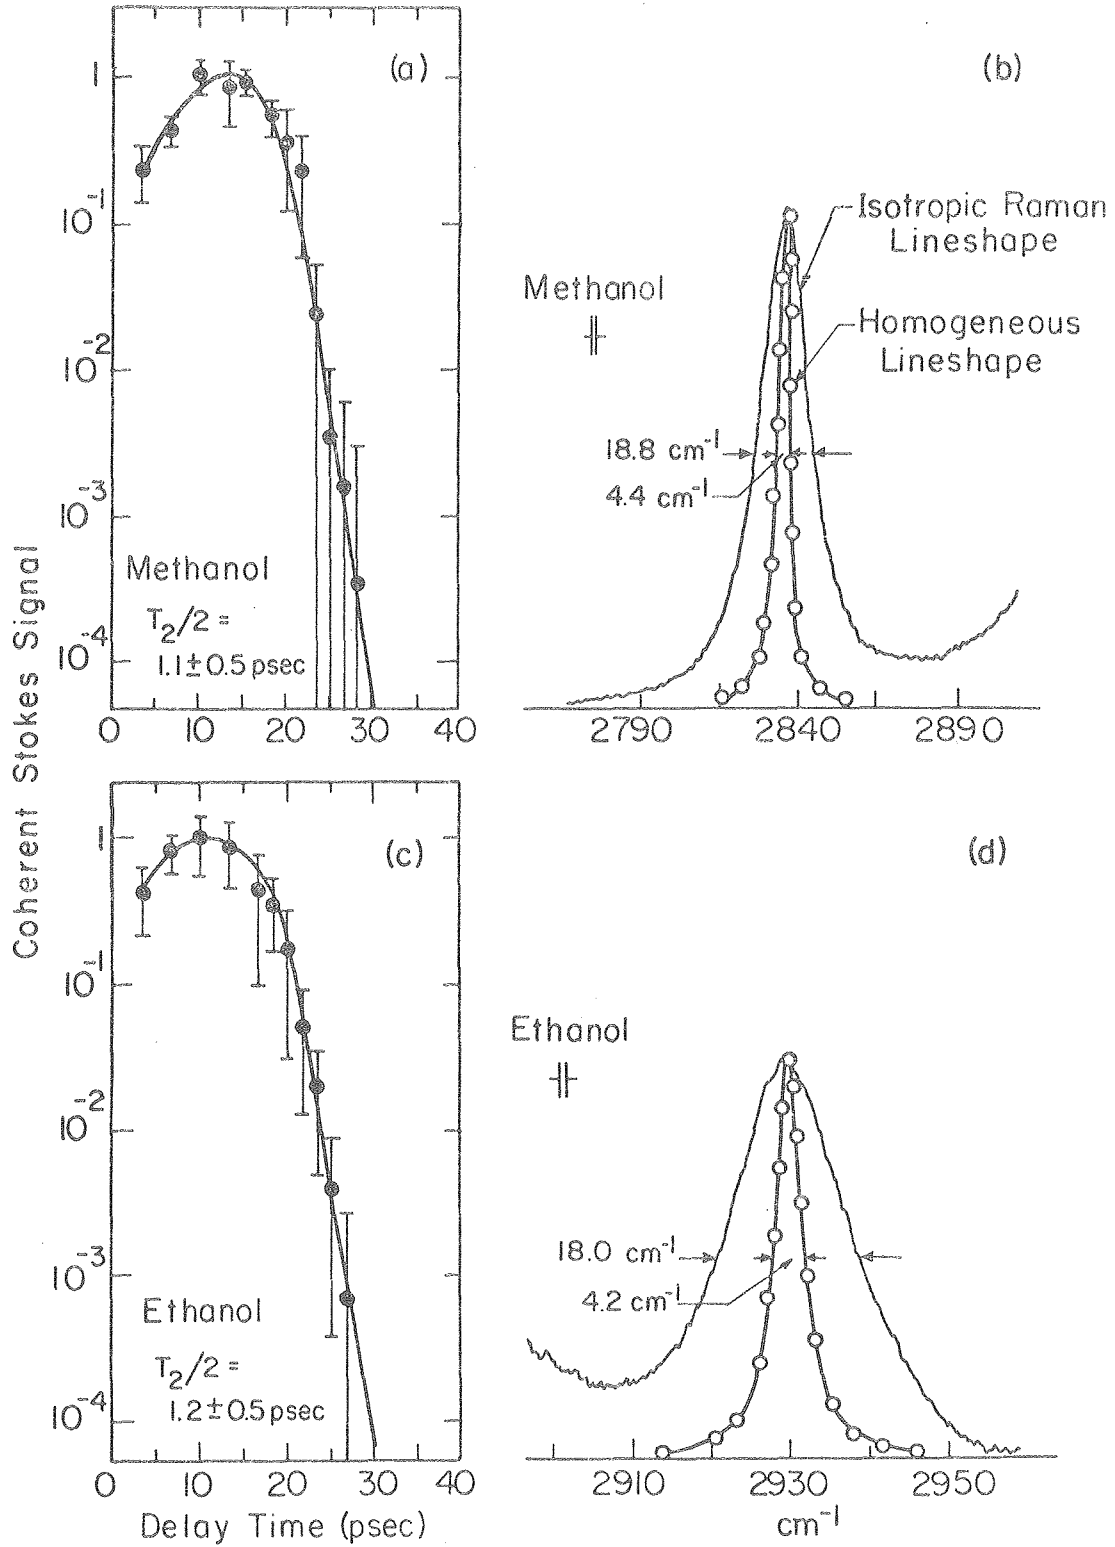 Coherent Stokes Signal
(a)
1
10⁻¹
10⁻²
10⁻³
10⁻⁴
Methanol
T₂/2 =
1.1±0.5 psec
0 10 20 30 40
(b)
Isotropic Raman
Lineshape
Methanol
Homogeneous
Lineshape
18.8 cm⁻¹
4.4 cm⁻¹
2790 2840 2890
(c)
1
10⁻¹
10⁻²
10⁻³
10⁻⁴
Ethanol
T₂/2 =
1.2±0.5 psec
0 10 20 30 40
Delay Time (psec)
(d)
Ethanol
18.0 cm⁻¹
4.2 cm⁻¹
2910 2930 2950
cm⁻¹